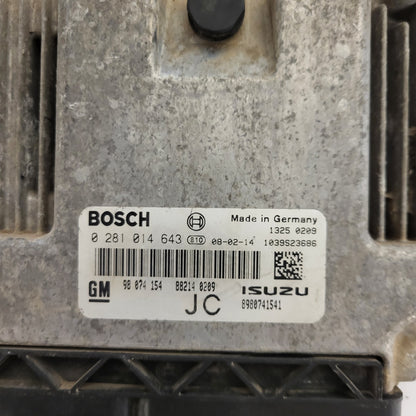 BOSCH Made in Germany
1325 0209
0 281 014 643 08-02-14 1039S23686
GM 98 074 154 88214 0209 ISUZU
JC 8980741541